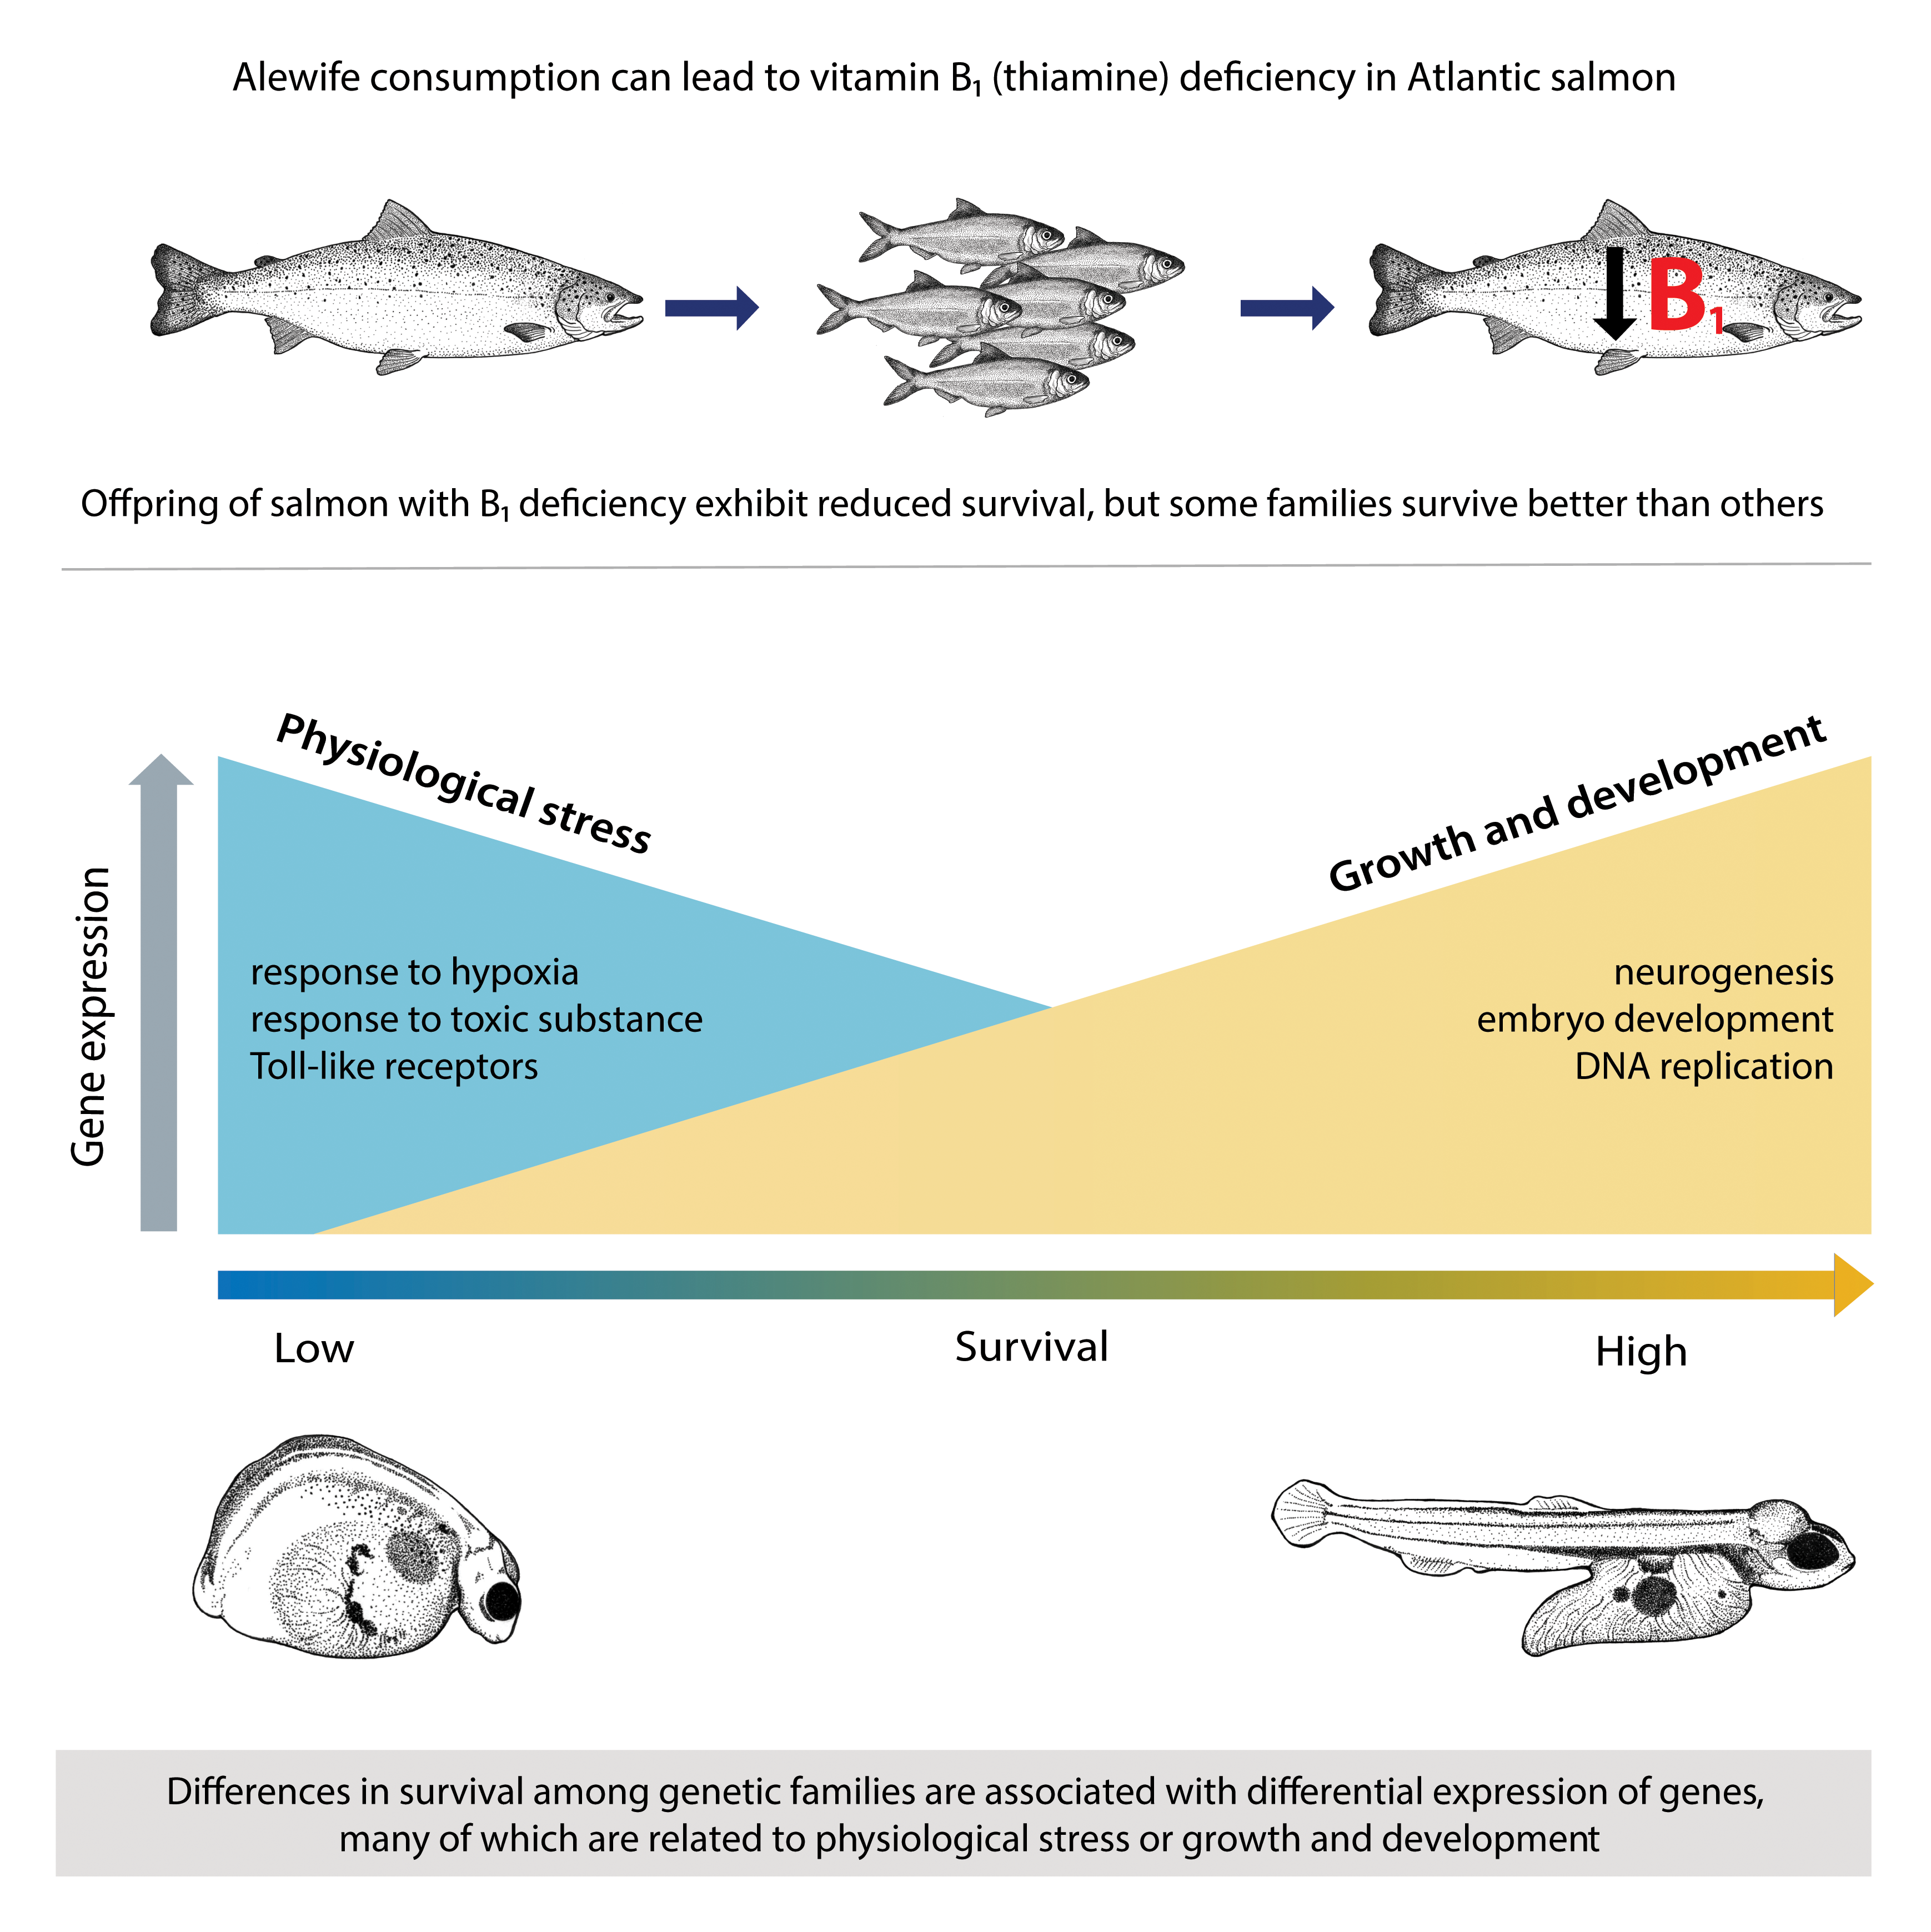 Alewife consumption can lead to vitamin B₁ (thiamine) deficiency in Atlantic salmon
B₁
Offpring of salmon with B₁ deficiency exhibit reduced survival, but some families survive better than others
Physiological stress
Growth and development
Gene expression
response to hypoxia
response to toxic substance
Toll-like receptors
neurogenesis
embryo development
DNA replication
Low
Survival
High
Differences in survival among genetic families are associated with differential expression of genes,
many of which are related to physiological stress or growth and development